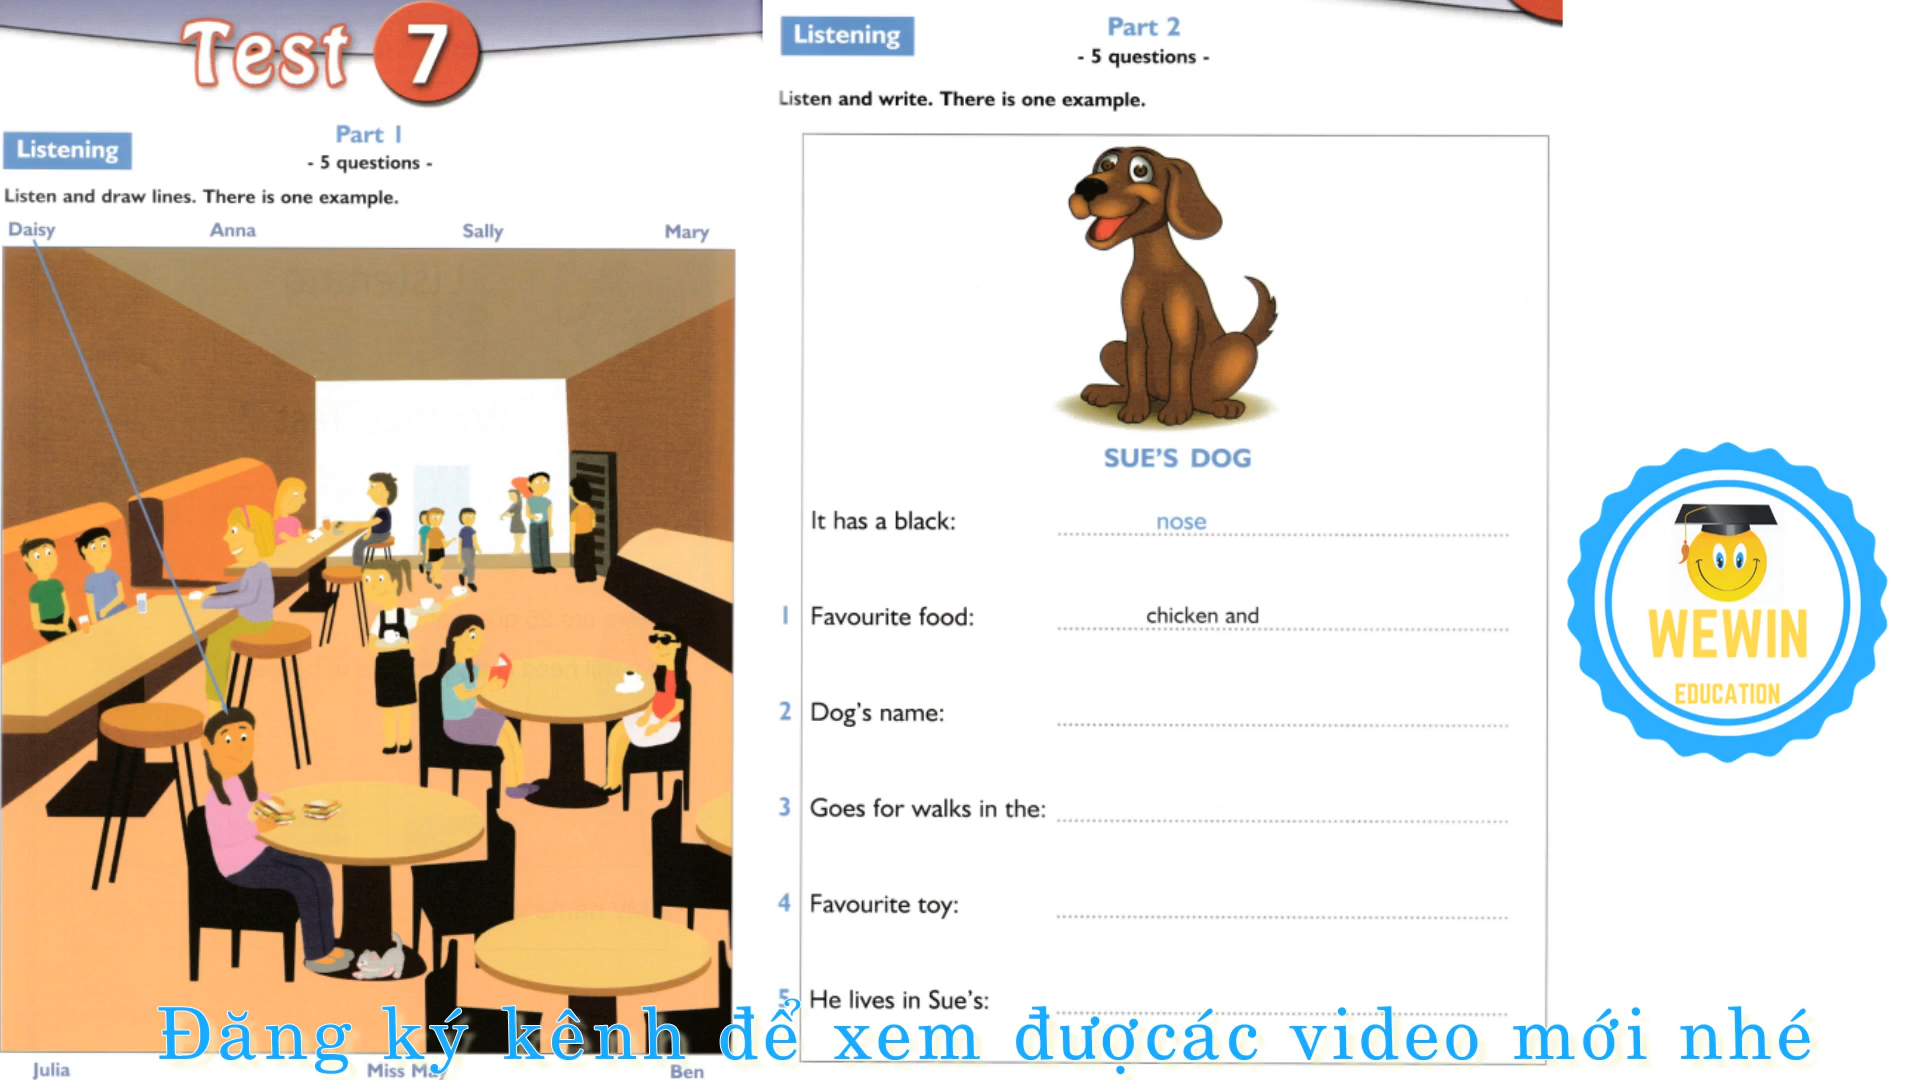 Test 7
Listening
Part 1
- 5 questions -
Listen and draw lines. There is one example.
Daisy Anna Sally Mary
Julia Miss May Ben
Listening
Part 2
- 5 questions -
Listen and write. There is one example.
SUE'S DOG
It has a black: nose
1 Favourite food: chicken and
2 Dog's name:
3 Goes for walks in the:
4 Favourite toy:
5 He lives in Sue's:
WEWIN
EDUCATION
Đăng ký kênh để xem đượccác video mới nhé